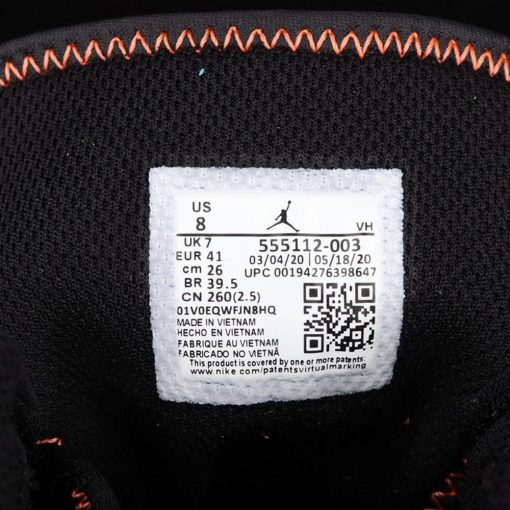 US
8
VH
UK 7
555112-003
EUR 41
03/04/20 05/18/20
cm 26
UPC 00194276398647
BR 39.5
CN 260(2.5)
01V0EQWFJN8HQ
MADE IN VIETNAM
HECHO EN VIETNAM
FABRIQUE AU VIETNAM
FABRICADO NO VIETNÃ
This product is covered by one or more patents:
www.nike.com/patentsvirtualmarking